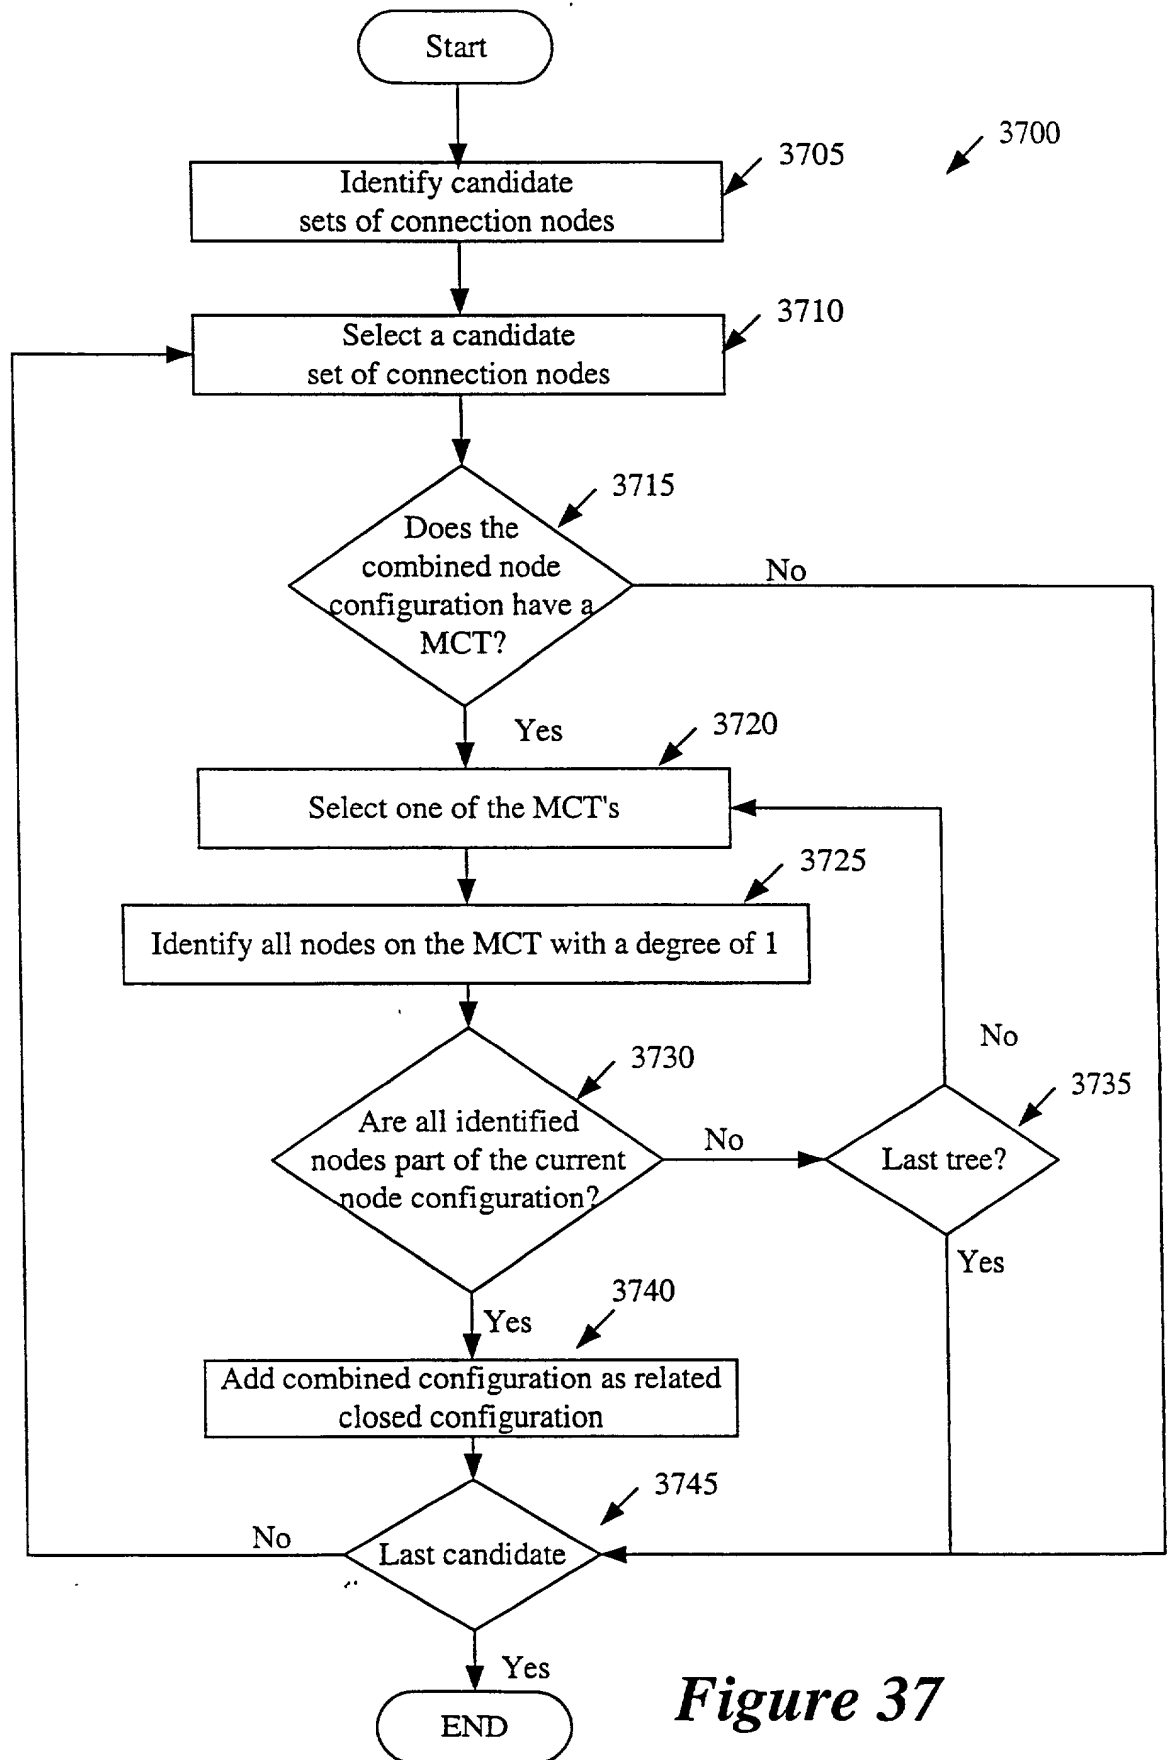 Start
3700
3705
Identify candidate
sets of connection nodes
3710
Select a candidate
set of connection nodes
3715
Does the
combined node
configuration have a
MCT?
No
Yes
3720
Select one of the MCT's
3725
Identify all nodes on the MCT with a degree of 1
No
3730
3735
Are all identified
nodes part of the current
node configuration?
No
Last tree?
Yes
3740
Yes
Add combined configuration as related
closed configuration
3745
No
Last candidate
Yes
END
Figure 37